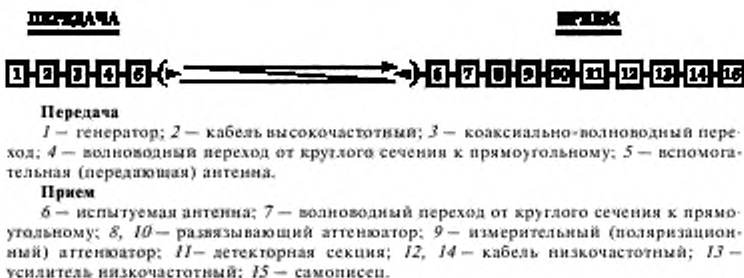 ПЕРЕДАЧА ПРИЕМ
1 2 3 4 5 6 7 8 9 10 11 12 13 14 15
Передача
1 — генератор; 2 — кабель высокочастотный; 3 — коаксиально-волноводный пере-
ход; 4 — волноводный переход от круглого сечения к прямоугольному; 5 — вспомога-
тельная (передающая) антенна.
Прием
6 — испытуемая антенна; 7 — волноводный переход от круглого сечения к прямо-
угольному; 8, 10 — развязывающий аттенюатор; 9 — измерительный (поляризацион-
ный) аттенюатор; 11 — детекторная секция; 12, 14 — кабель низкочастотный; 13 —
усилитель низкочастотный; 15 — самописец.